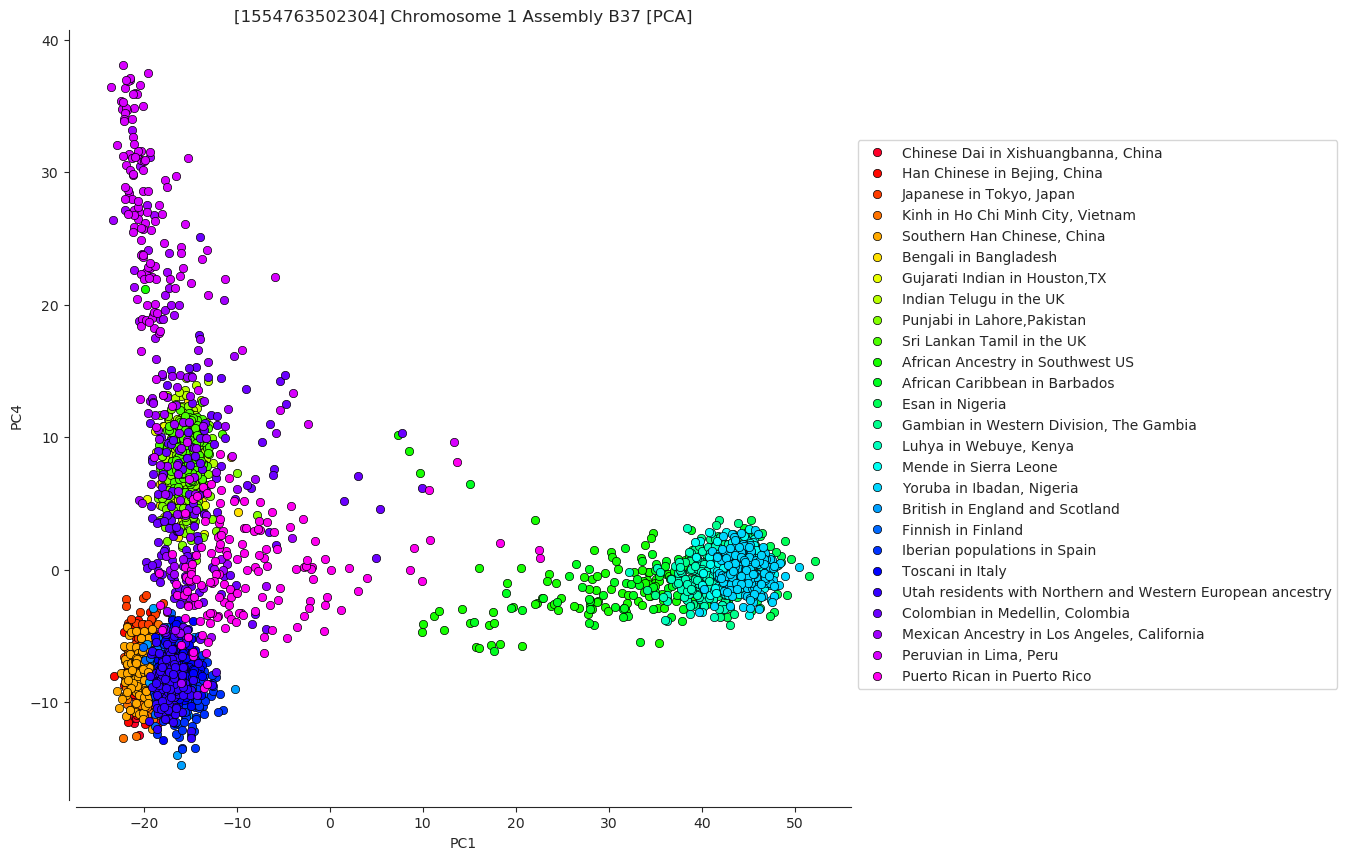 [1554763502304] Chromosome 1 Assembly B37 [PCA]
40
30
20
10
0
−10
PC4
−20
−10
0
10
20
30
40
50
PC1
Chinese Dai in Xishuangbanna, China
Han Chinese in Bejing, China
Japanese in Tokyo, Japan
Kinh in Ho Chi Minh City, Vietnam
Southern Han Chinese, China
Bengali in Bangladesh
Gujarati Indian in Houston,TX
Indian Telugu in the UK
Punjabi in Lahore,Pakistan
Sri Lankan Tamil in the UK
African Ancestry in Southwest US
African Caribbean in Barbados
Esan in Nigeria
Gambian in Western Division, The Gambia
Luhya in Webuye, Kenya
Mende in Sierra Leone
Yoruba in Ibadan, Nigeria
British in England and Scotland
Finnish in Finland
Iberian populations in Spain
Toscani in Italy
Utah residents with Northern and Western European ancestry
Colombian in Medellin, Colombia
Mexican Ancestry in Los Angeles, California
Peruvian in Lima, Peru
Puerto Rican in Puerto Rico